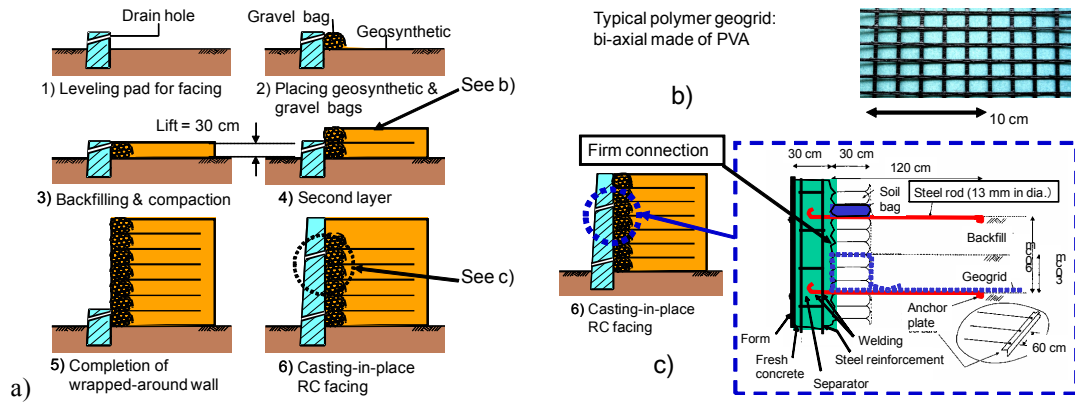 Drain hole
Gravel bag
Geosynthetic
1) Leveling pad for facing
2) Placing geosynthetic &
gravel bags
See b)
Lift = 30 cm
3) Backfilling & compaction
4) Second layer
See c)
5) Completion of
wrapped-around wall
6) Casting-in-place
RC facing
a)
Typical polymer geogrid:
bi-axial made of PVA
b)
10 cm
Firm connection
30 cm
30 cm
120 cm
Soil
bag
Steel rod (13 mm in dia.)
Backfill
Geogrid
Anchor
plate
60 cm
Welding
Steel reinforcement
Form
Fresh
concrete
Separator
6) Casting-in-place
RC facing
c)